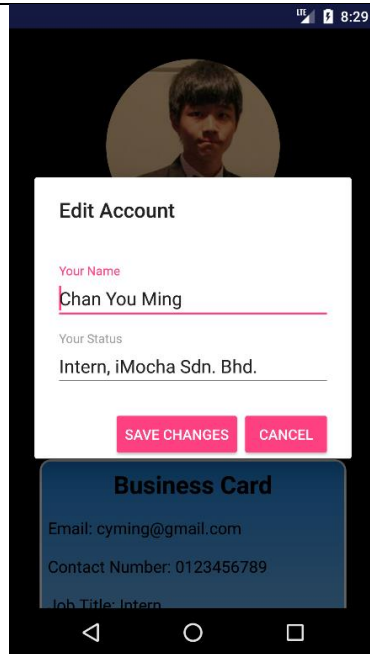 LTE 8:29
Edit Account
Your Name
Chan You Ming
Your Status
Intern, iMocha Sdn. Bhd.
SAVE CHANGES CANCEL
Business Card
Email: cyming@gmail.com
Contact Number: 0123456789
Job Title: Intern